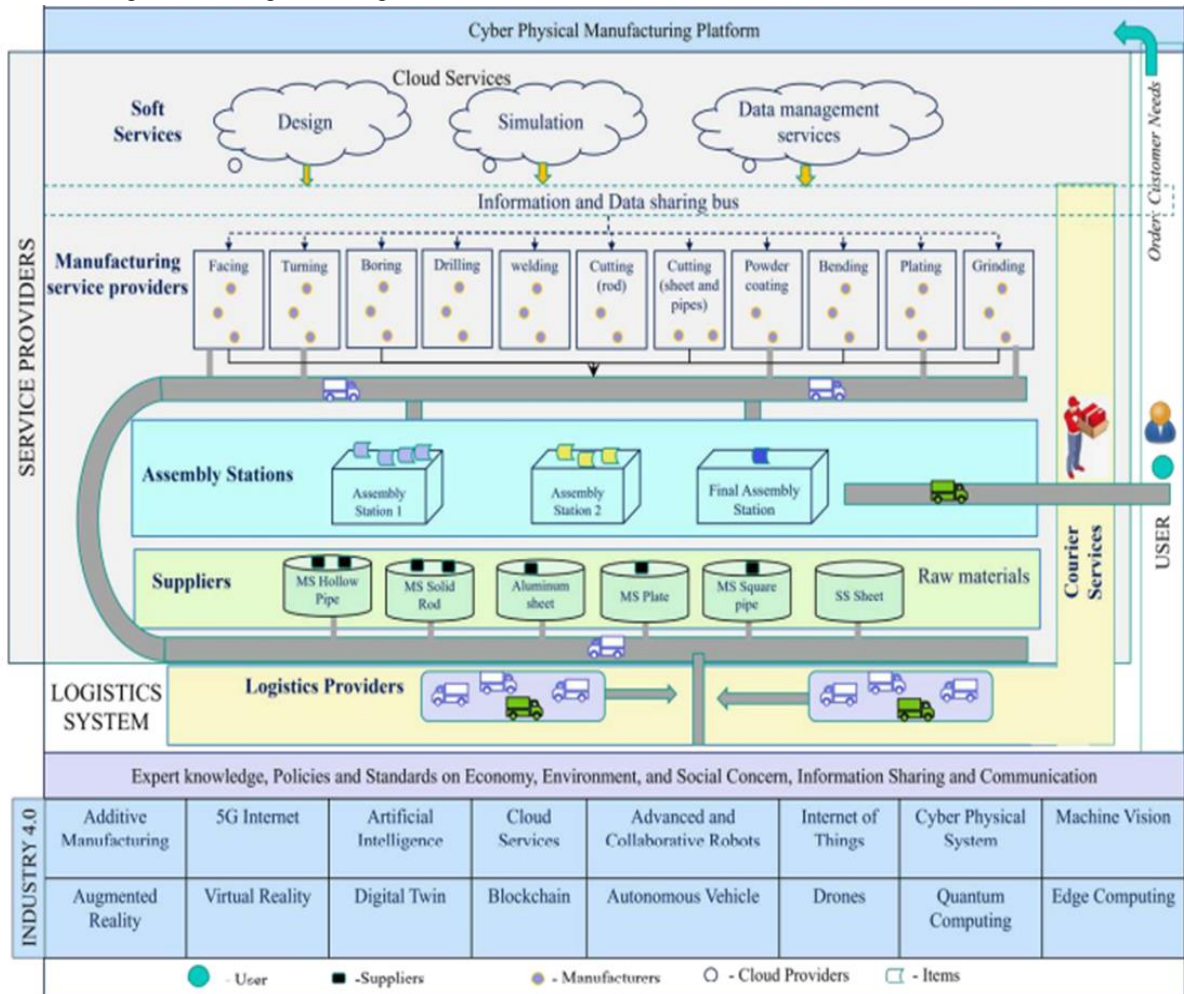 Cyber Physical Manufacturing Platform
Cloud Services
Soft
Services
Design
Simulation
Data management
services
Order: Customer Needs
Information and Data sharing bus
SERVICE PROVIDERS
Manufacturing
service providers
Facing
Turning
Boring
Drilling
welding
Cutting
(rod)
Cutting
(sheet and
pipes)
Powder
coating
Bending
Plating
Grinding
Assembly Stations
Assembly
Station 1
Assembly
Station 2
Final Assembly
Station
USER
Courier
Services
Suppliers
MS Hollow
Pipe
MS Solid
Rod
Aluminum
sheet
MS Plate
MS Square
pipe
SS Sheet
Raw materials
LOGISTICS
SYSTEM
Logistics Providers
Expert knowledge, Policies and Standards on Economy, Environment, and Social Concern, Information Sharing and Communication
INDUSTRY 4.0
Additive
Manufacturing
5G Internet
Artificial
Intelligence
Cloud
Services
Advanced and
Collaborative Robots
Internet of
Things
Cyber Physical
System
Machine Vision
Augmented
Reality
Virtual Reality
Digital Twin
Blockchain
Autonomous Vehicle
Drones
Quantum
Computing
Edge Computing
- User
-Suppliers
- Manufacturers
- Cloud Providers
- Items